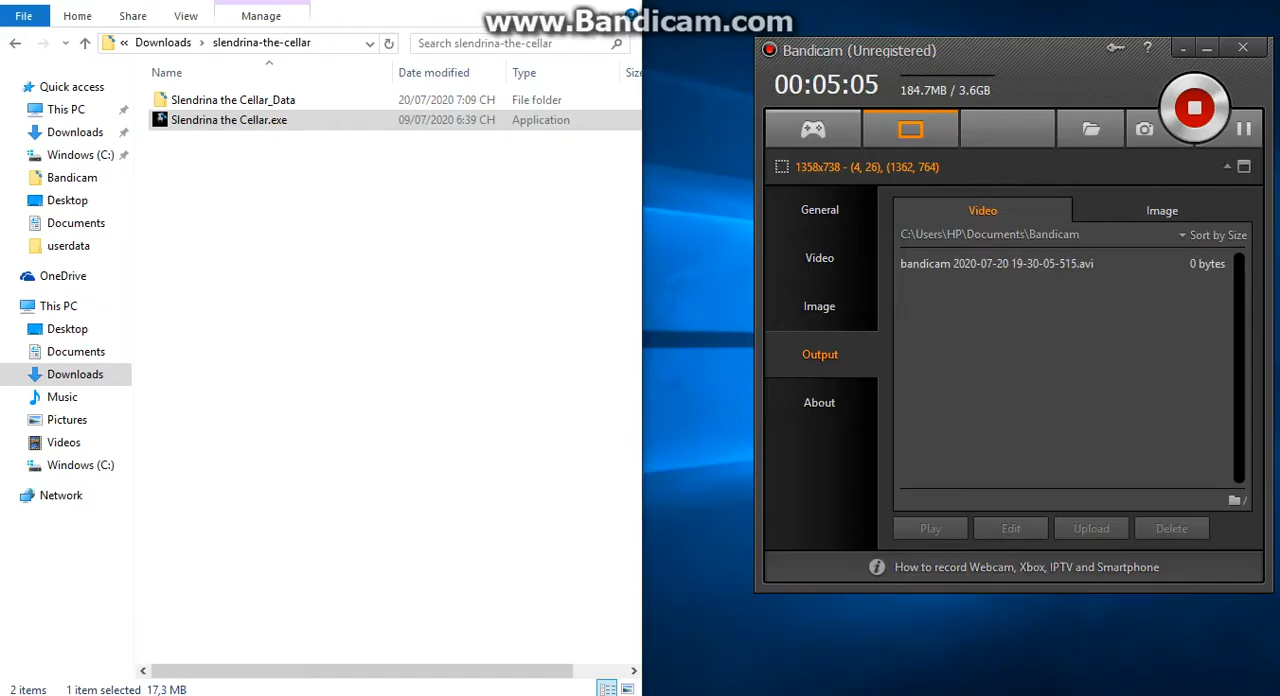 www.Bandicam.com
File
Home
Share
View
Manage
« Downloads › slendrina-the-cellar
Search slendrina-the-cellar
Name
Date modified
Type
Slendrina the Cellar_Data
20/07/2020 7:09 CH
File folder
Slendrina the Cellar.exe
09/07/2020 6:39 CH
Application
Quick access
This PC
Downloads
Windows (C:)
Bandicam
Desktop
Documents
userdata
OneDrive
This PC
Desktop
Documents
Downloads
Music
Pictures
Videos
Windows (C:)
Network
2 items
1 item selected 17,3 MB
Bandicam (Unregistered)
?
00:05:05
184.7MB / 3.6GB
1358x738 - (4, 26), (1362, 764)
General
Video
Image
Output
About
Video
Image
C:\Users\HP\Documents\Bandicam
Sort by Size
bandicam 2020-07-20 19-30-05-515.avi
0 bytes
/
Play
Edit
Upload
Delete
How to record Webcam, Xbox, IPTV and Smartphone